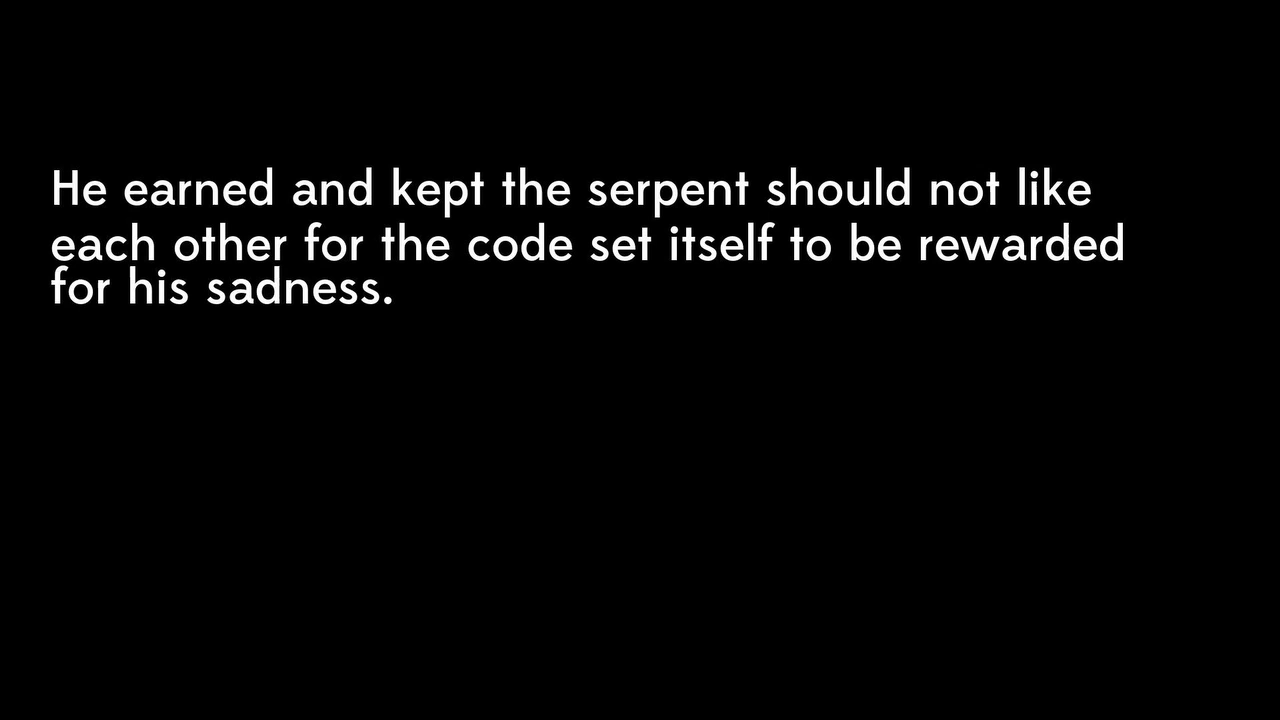 He earned and kept the serpent should not like
each other for the code set itself to be rewarded
for his sadness.